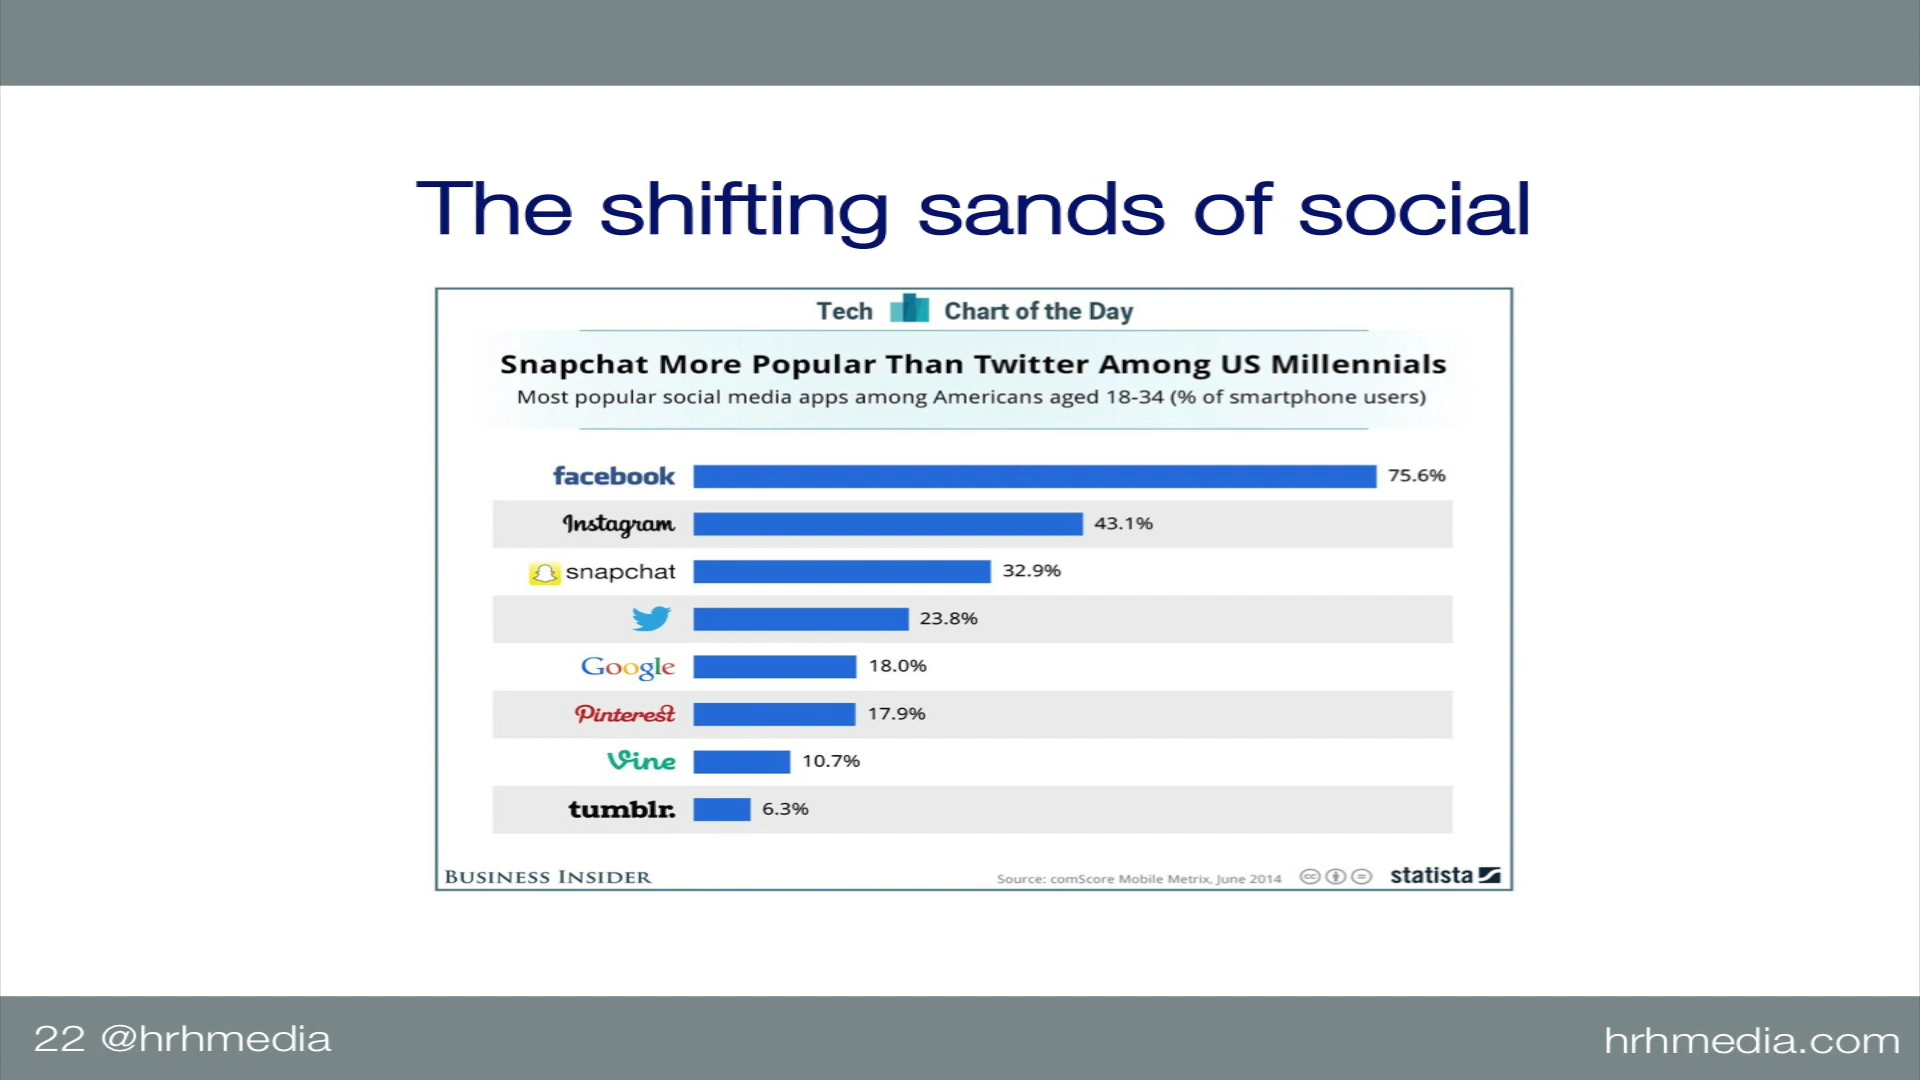 The shifting sands of social
Tech Chart of the Day
Snapchat More Popular Than Twitter Among US Millennials
Most popular social media apps among Americans aged 18-34 (% of smartphone users)
facebook 75.6%
Instagram 43.1%
snapchat 32.9%
23.8%
Google 18.0%
Pinterest 17.9%
Vine 10.7%
tumblr. 6.3%
BUSINESS INSIDER Source: comScore Mobile Metrix, June 2014 cc = statista
22 @hrhmedia hrhmedia.com